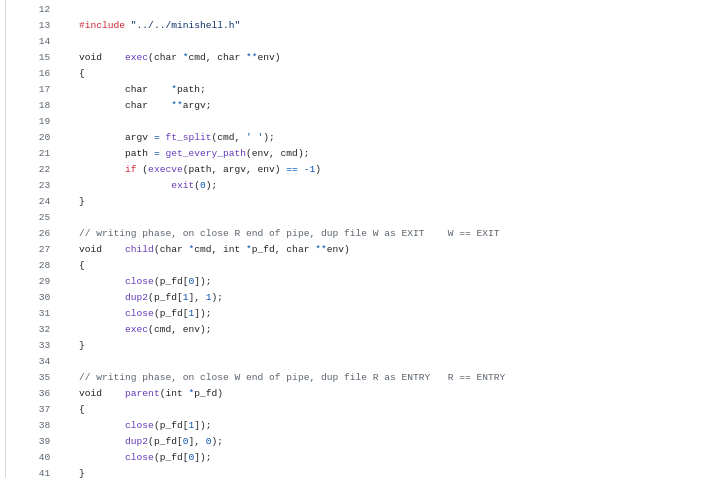 12
13 #include "../../minishell.h"
14
15 void exec(char *cmd, char **env)
16 {
17 char *path;
18 char **argv;
19
20 argv = ft_split(cmd, ' ');
21 path = get_every_path(env, cmd);
22 if (execve(path, argv, env) == -1)
23 exit(0);
24 }
25
26 // writing phase, on close R end of pipe, dup file W as EXIT W == EXIT
27 void child(char *cmd, int *p_fd, char **env)
28 {
29 close(p_fd[0]);
30 dup2(p_fd[1], 1);
31 close(p_fd[1]);
32 exec(cmd, env);
33 }
34
35 // writing phase, on close W end of pipe, dup file R as ENTRY R == ENTRY
36 void parent(int *p_fd)
37 {
38 close(p_fd[1]);
39 dup2(p_fd[0], 0);
40 close(p_fd[0]);
41 }